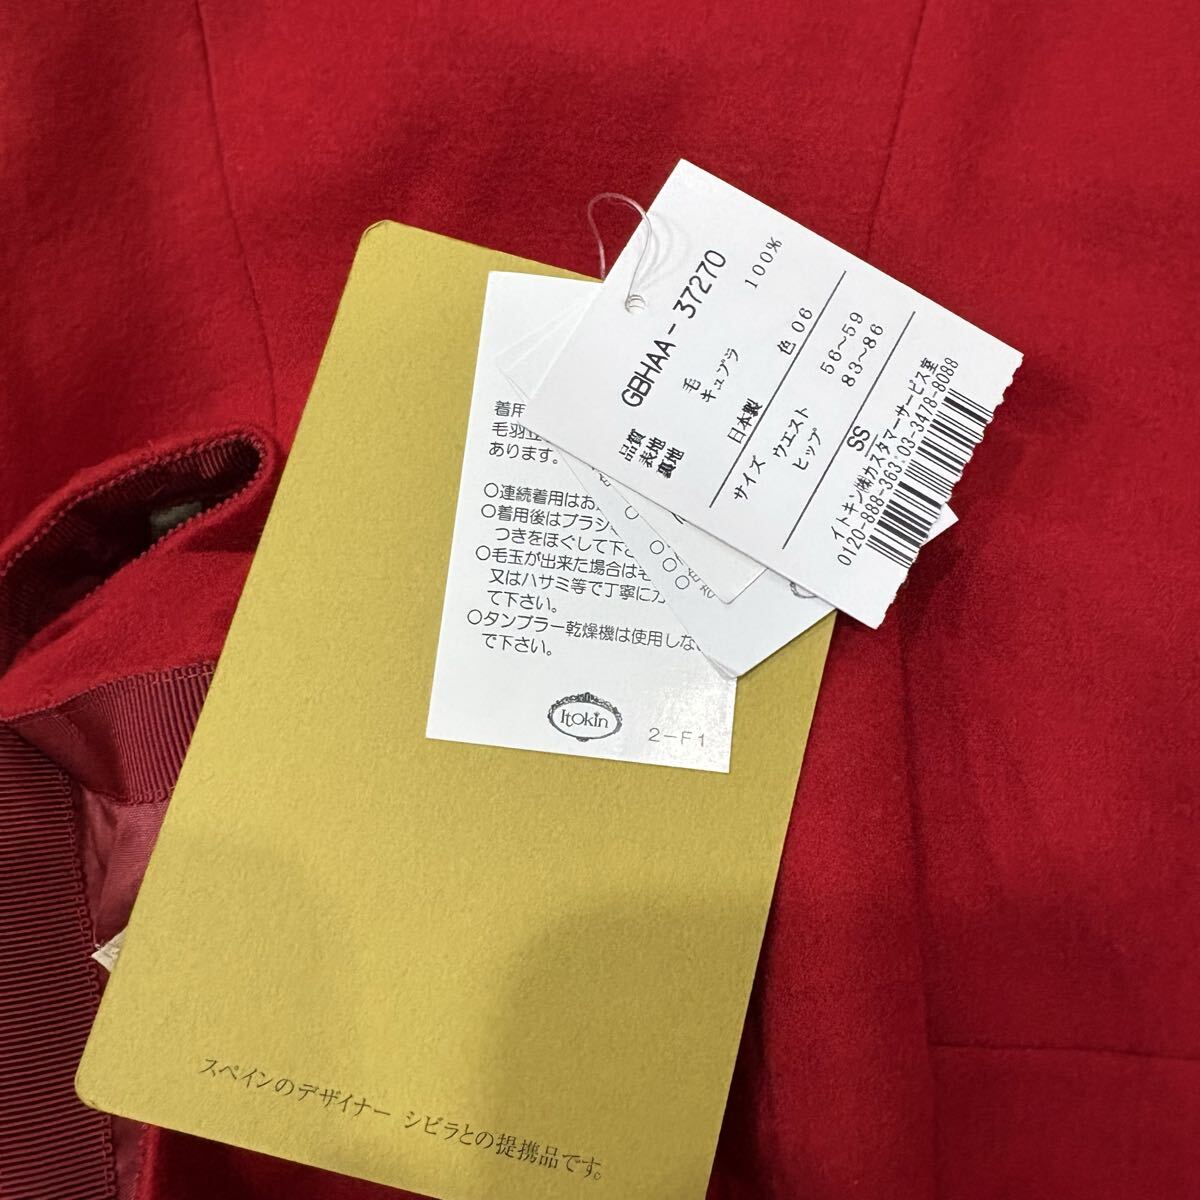 GBHAA-37270
品質
表地 毛 100%
裏地 キュプラ
日本製 色 06
サイズ ウエスト 56~59
ヒップ 83~86
SS
イトキン㈱カスタマーサービス室
0120-888-363・03-3478-8088
着用
毛羽立
あります。
○連続着用はお
○着用後はブラシ
つきをほぐして下さ
○毛玉が出来た場合は毛
又はハサミ等で丁寧に
て下さい。
○タンブラー乾燥機は使用しない
で下さい。
Itokin
2-F1
スペインのデザイナー シビラとの提携品です。